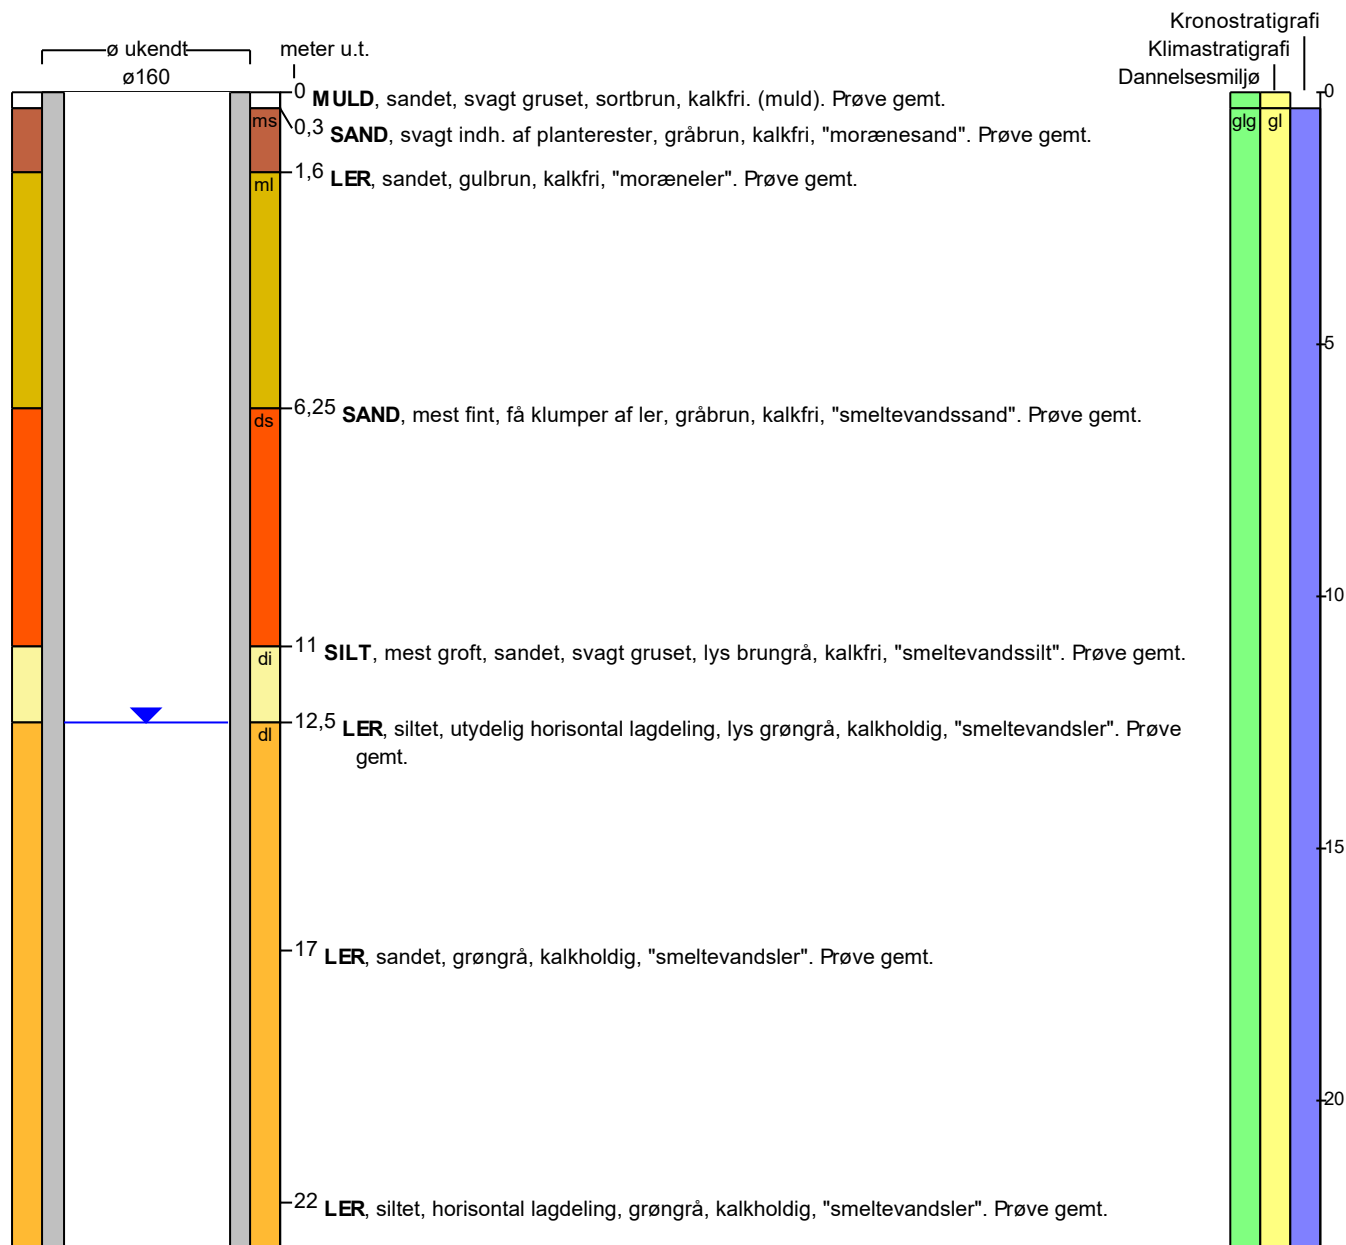 Kronostratigrafi
ø ukendt meter u.t. Klimastratigrafi
ø160 Dannelsesmiljø
0 MULD, sandet, svagt gruset, sortbrun, kalkfri. (muld). Prøve gemt. 0
ms 0,3 SAND, svagt indh. af planterester, gråbrun, kalkfri, "morænesand". Prøve gemt. glg gl
1,6 LER, sandet, gulbrun, kalkfri, "moræneler". Prøve gemt.
ml
5
6,25 SAND, mest fint, få klumper af ler, gråbrun, kalkfri, "smeltevandssand". Prøve gemt.
ds
10
11 SILT, mest groft, sandet, svagt gruset, lys brungrå, kalkfri, "smeltevandssilt". Prøve gemt.
di
12,5 LER, siltet, utydelig horisontal lagdeling, lys grøngrå, kalkholdig, "smeltevandsler". Prøve
dl
gemt.
15
17 LER, sandet, grøngrå, kalkholdig, "smeltevandsler". Prøve gemt.
20
22 LER, siltet, horisontal lagdeling, grøngrå, kalkholdig, "smeltevandsler". Prøve gemt.